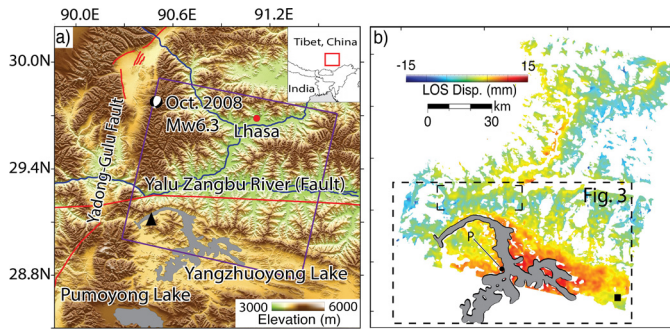 90.0E 90.6E 91.2E
a)
30.0N
29.4N
28.8N
Tibet, China
India
Oct. 2008
Mw6.3
Lhasa
Yadong-Gulu Fault
Yalu Zangbu River (Fault)
Yangzhuoyong Lake
Pumoyong Lake
3000 6000
Elevation (m)
b)
-15 15
LOS Disp. (mm)
0 30
km
Fig. 3
P